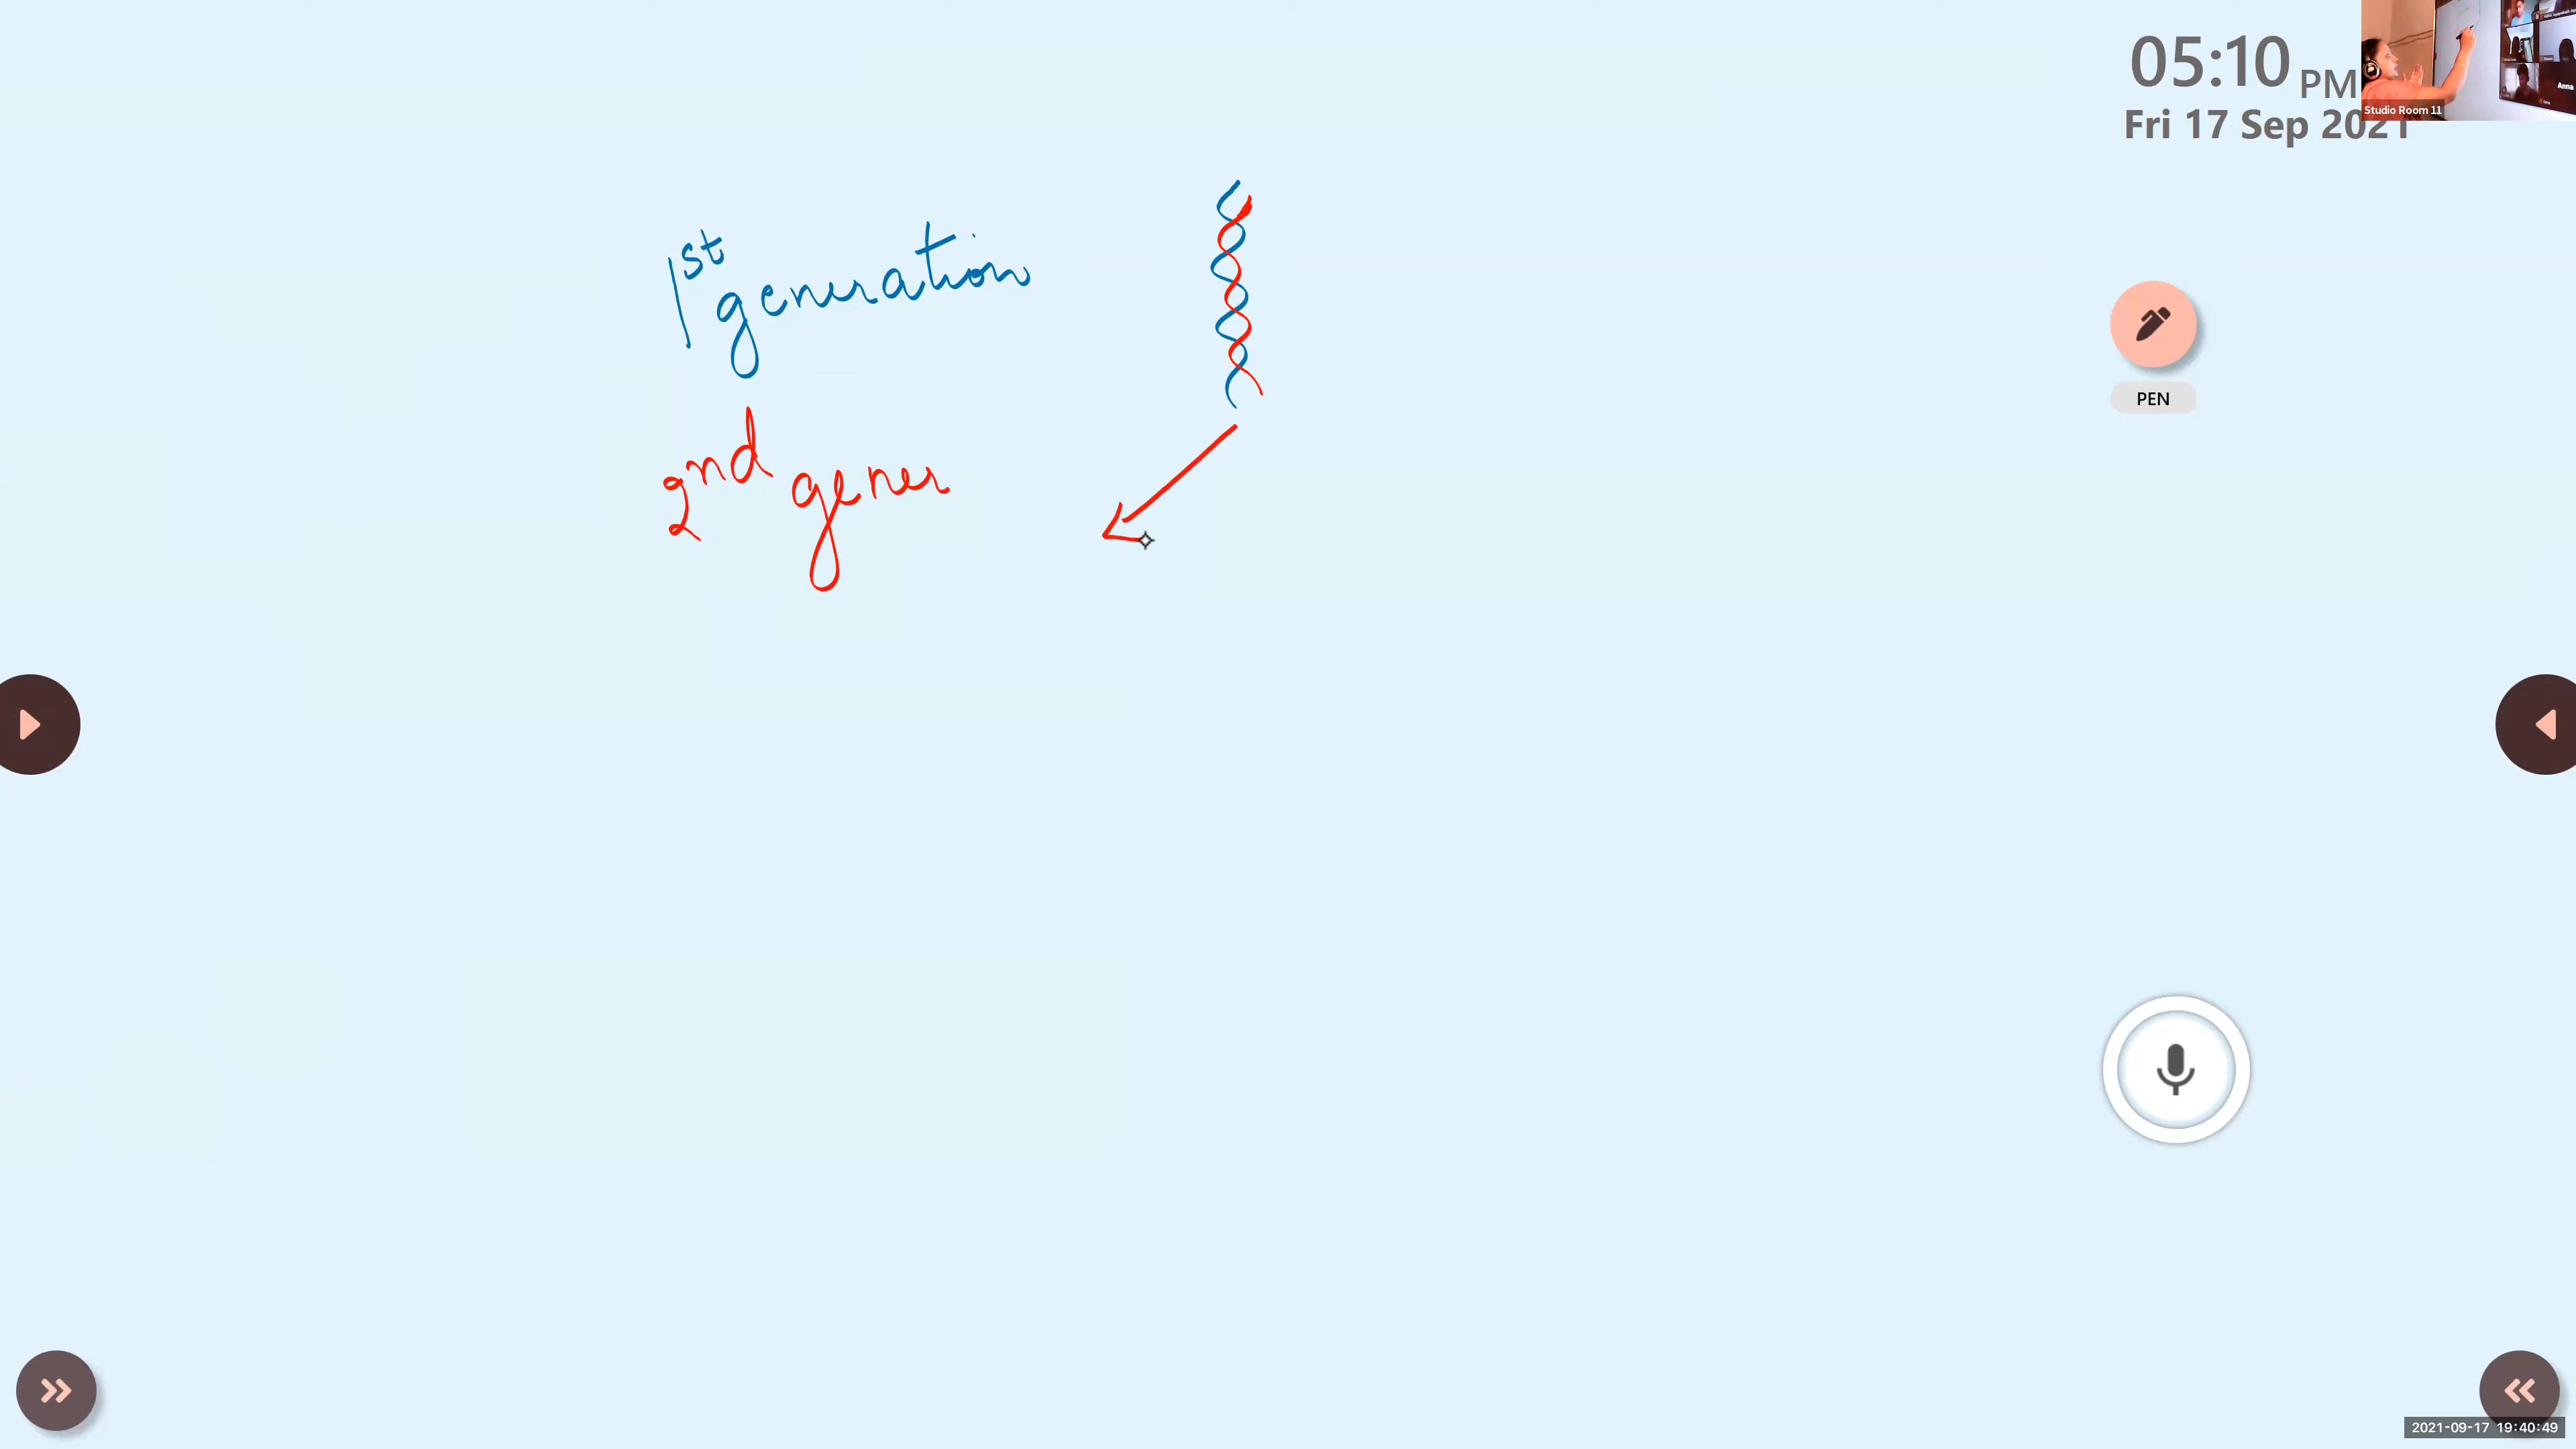 05:10 PM
Fri 17 Sep 2021
Studio Room 11
Anna
1st generation
2nd gener
PEN
2021-09-17 19:40:49